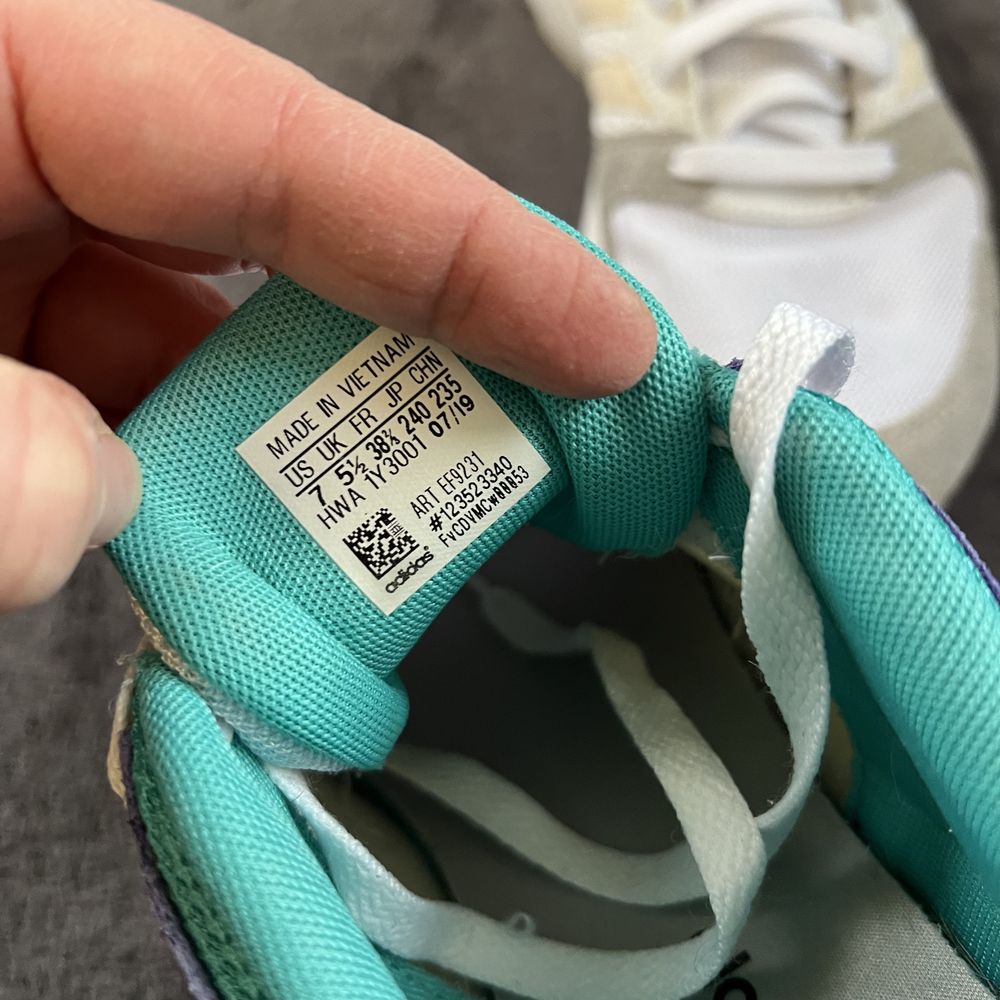 MADE IN VIETNAM
US UK FR JP CHN
7 5½ 38⅔ 240 235
HWA 1Y3001 07/19
ART EF9231
#123523340
adidas®